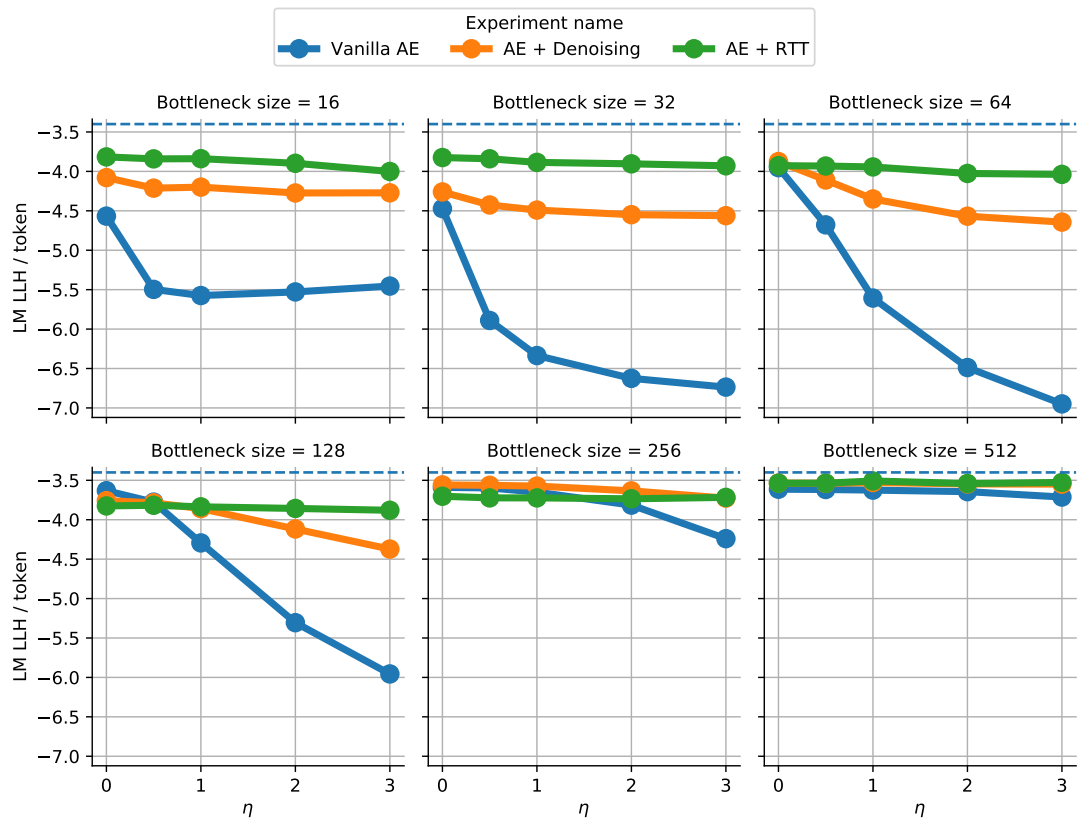 Experiment name
Vanilla AE AE + Denoising AE + RTT
Bottleneck size = 16 Bottleneck size = 32 Bottleneck size = 64
−3.5
−4.0
−4.5
−5.0
−5.5
−6.0
−6.5
−7.0
LM LLH / token
Bottleneck size = 128 Bottleneck size = 256 Bottleneck size = 512
−3.5
−4.0
−4.5
−5.0
−5.5
−6.0
−6.5
−7.0
LM LLH / token
0 1 2 3 0 1 2 3 0 1 2 3
η η η